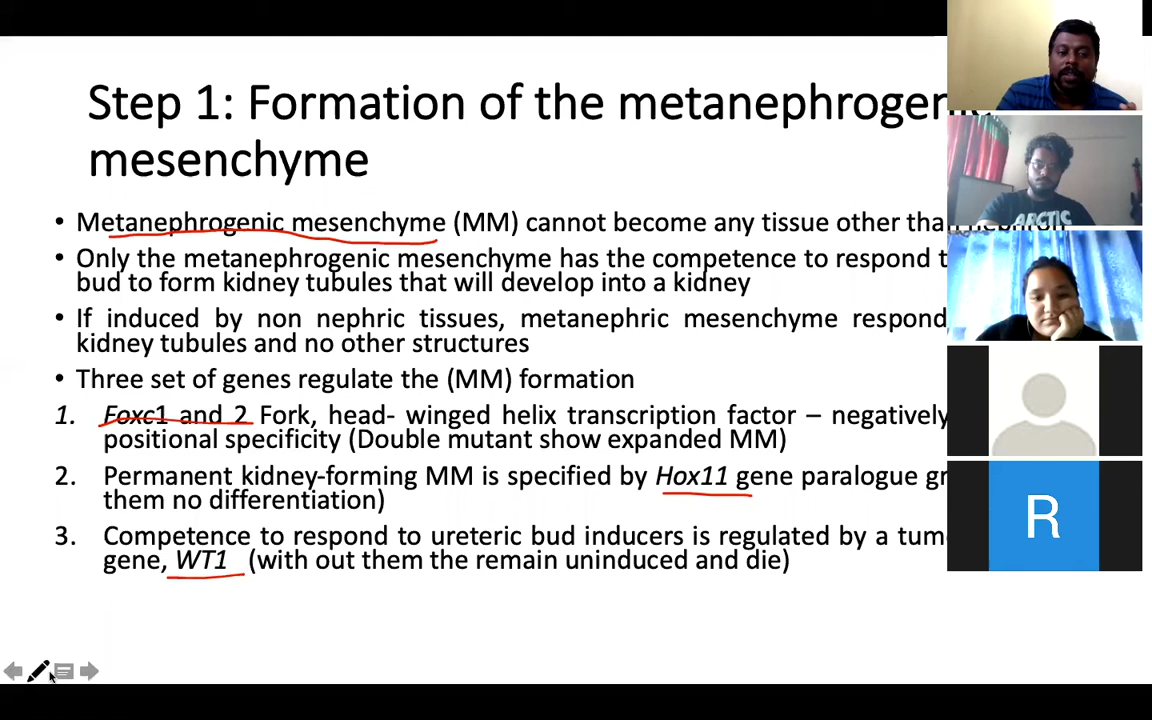 Step 1: Formation of the
mesenchyme
• Metanephrogenic mesenchyme (MM) cannot become any tissue other
• Only the metanephrogenic mesenchyme has the competence to respond
bud to form kidney tubules that will develop into a kidney
• If induced by non nephric tissues, metanephric mesenchyme respond
kidney tubules and no other structures
• Three set of genes regulate the (MM) formation
1. Foxc1 and 2 Fork, head- winged helix transcription factor – negatively
positional specificity (Double mutant show expanded MM)
2. Permanent kidney-forming MM is specified by Hox11 gene paralogue
them no differentiation)
3. Competence to respond to ureteric bud inducers is regulated by a
gene, WT1 (with out them the remain uninduced and die)
ARCTIC
R